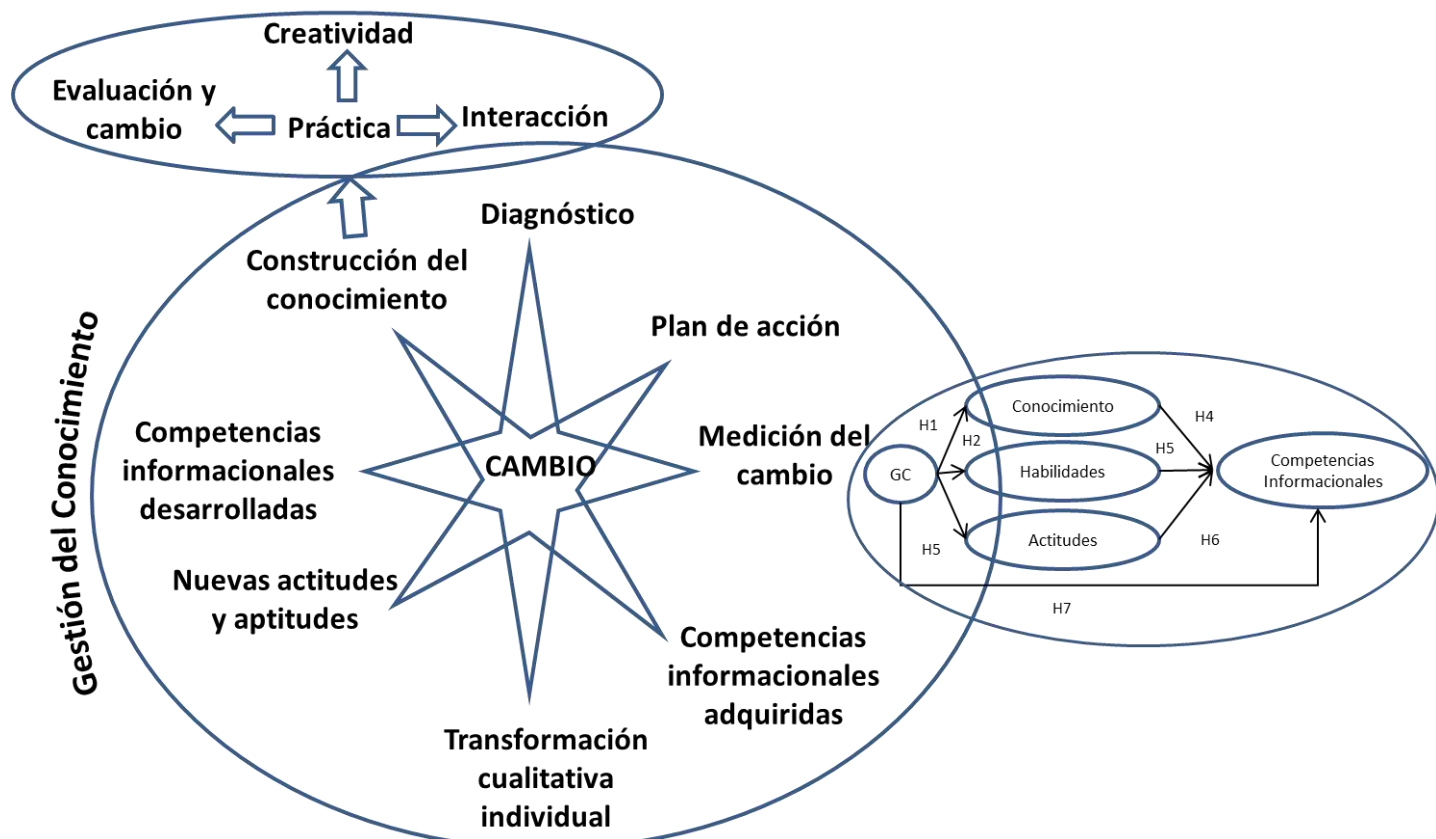 Creatividad
Evaluación y
cambio
Práctica
Interacción
Diagnóstico
Construcción del
conocimiento
Plan de acción
Gestión del Conocimiento
Competencias
informacionales
desarrolladas
CAMBIO
Medición del
cambio
Nuevas actitudes
y aptitudes
Competencias
informacionales
adquiridas
Transformación
cualitativa
individual
Conocimiento
H1
H4
H2
H5
GC
Habilidades
Competencias
Informacionales
Actitudes
H5
H6
H7